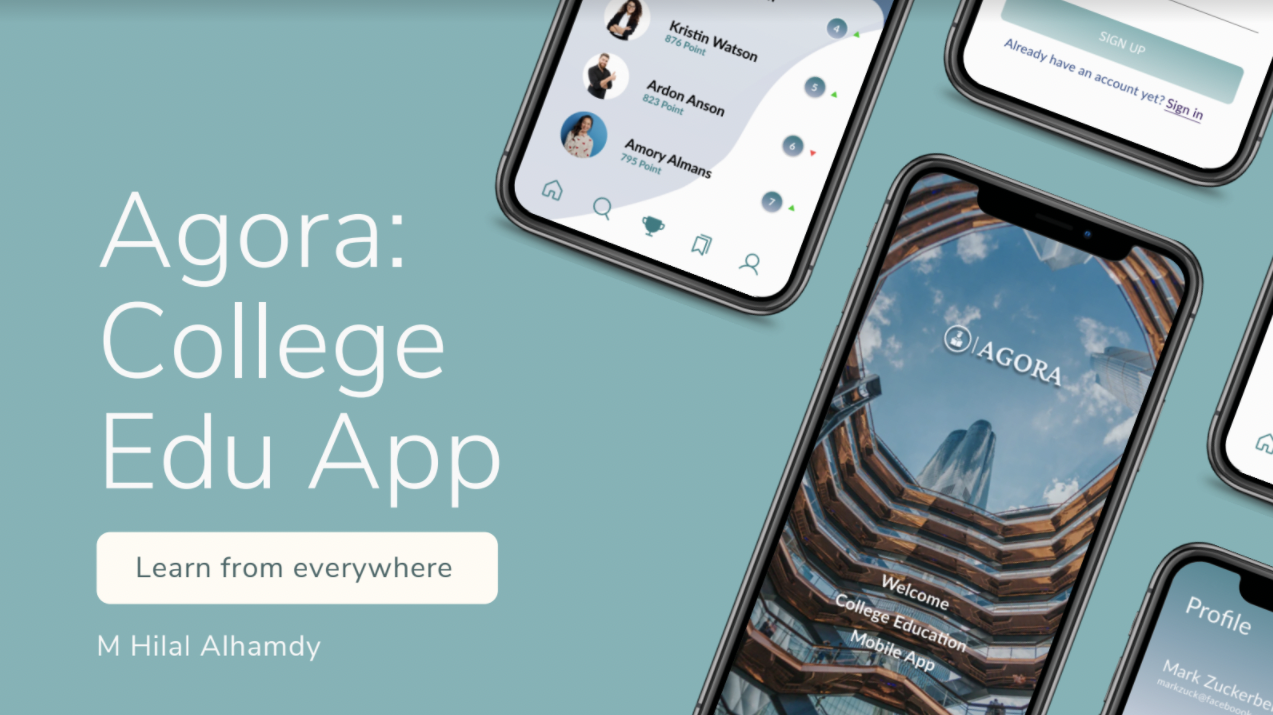 Agora:
College
Edu App
Learn from everywhere
M Hilal Alhamdy
Kristin Watson
876 Point
4
Ardon Anson
823 Point
5
Amory Almans
795 Point
6
7
SIGN UP
Already have an account yet? Sign in
AGORA
Welcome
College Education
Mobile App
Profile
Mark Zuckerbe